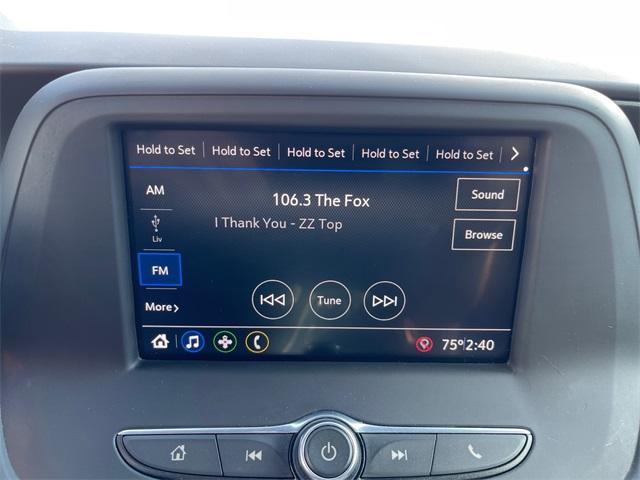 Hold to Set Hold to Set Hold to Set Hold to Set Hold to Set
AM
106.3 The Fox
Sound
I Thank You - ZZ Top
Liv
Browse
FM
Tune
More
75° 2:40